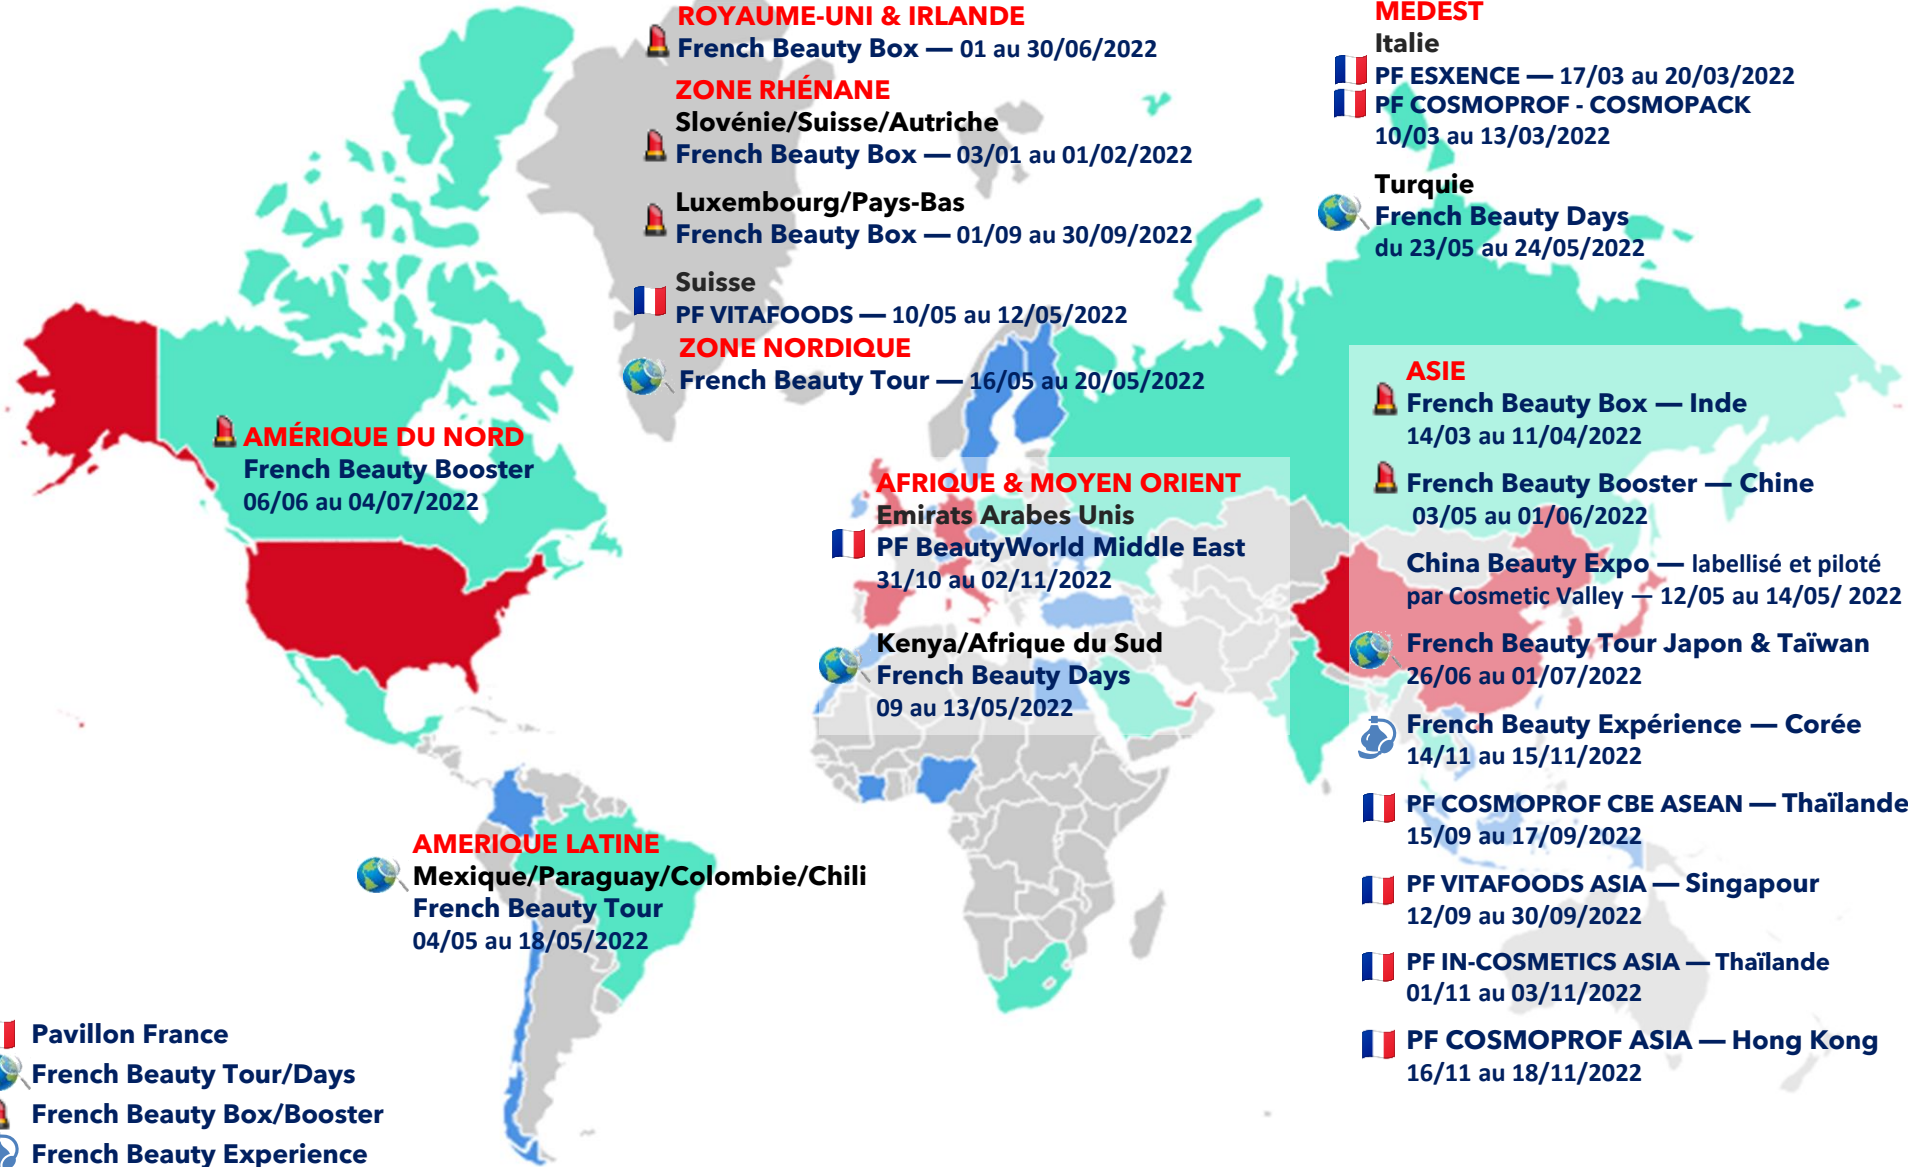 ROYAUME-UNI & IRLANDE
French Beauty Box — 01 au 30/06/2022
ZONE RHÉNANE
Slovénie/Suisse/Autriche
French Beauty Box — 03/01 au 01/02/2022
Luxembourg/Pays-Bas
French Beauty Box — 01/09 au 30/09/2022
Suisse
PF VITAFOODS — 10/05 au 12/05/2022
ZONE NORDIQUE
French Beauty Tour — 16/05 au 20/05/2022
MEDEST
Italie
PF ESXENCE — 17/03 au 20/03/2022
PF COSMOPROF - COSMOPACK
10/03 au 13/03/2022
Turquie
French Beauty Days
du 23/05 au 24/05/2022
AMÉRIQUE DU NORD
French Beauty Booster
06/06 au 04/07/2022
AFRIQUE & MOYEN ORIENT
Emirats Arabes Unis
PF BeautyWorld Middle East
31/10 au 02/11/2022
Kenya/Afrique du Sud
French Beauty Days
09 au 13/05/2022
ASIE
French Beauty Box — Inde
14/03 au 11/04/2022
French Beauty Booster — Chine
03/05 au 01/06/2022
China Beauty Expo — labellisé et piloté
par Cosmetic Valley — 12/05 au 14/05/ 2022
French Beauty Tour Japon & Taïwan
26/06 au 01/07/2022
French Beauty Expérience — Corée
14/11 au 15/11/2022
PF COSMOPROF CBE ASEAN — Thaïlande
15/09 au 17/09/2022
PF VITAFOODS ASIA — Singapour
12/09 au 30/09/2022
PF IN-COSMETICS ASIA — Thaïlande
01/11 au 03/11/2022
PF COSMOPROF ASIA — Hong Kong
16/11 au 18/11/2022
AMERIQUE LATINE
Mexique/Paraguay/Colombie/Chili
French Beauty Tour
04/05 au 18/05/2022
Pavillon France
French Beauty Tour/Days
French Beauty Box/Booster
French Beauty Experience